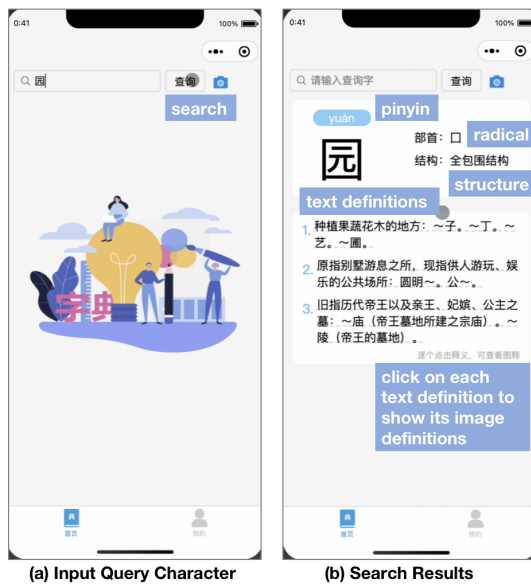 0:41
100%
园
查询
search
字典
典
首页
我的
(a) Input Query Character
0:41
100%
请输入查询字
查询
pinyin
yuán
园
部首: 囗
radical
结构: 全包围结构
structure
text definitions
1. 种植果蔬花木的地方: ～子。～丁。～
艺。～圃。
2. 原指别墅游息之所，现指供人游玩、娱
乐的公共场所: 圆明～。公～。
3. 旧指历代帝王以及亲王、妃嫔、公主之
墓: ～庙（帝王墓地所建之宗庙）。～
陵（帝王的墓地）。
逐个点击释义，可查看图释
click on each
text definition to
show its image
definitions
典
首页
我的
(b) Search Results